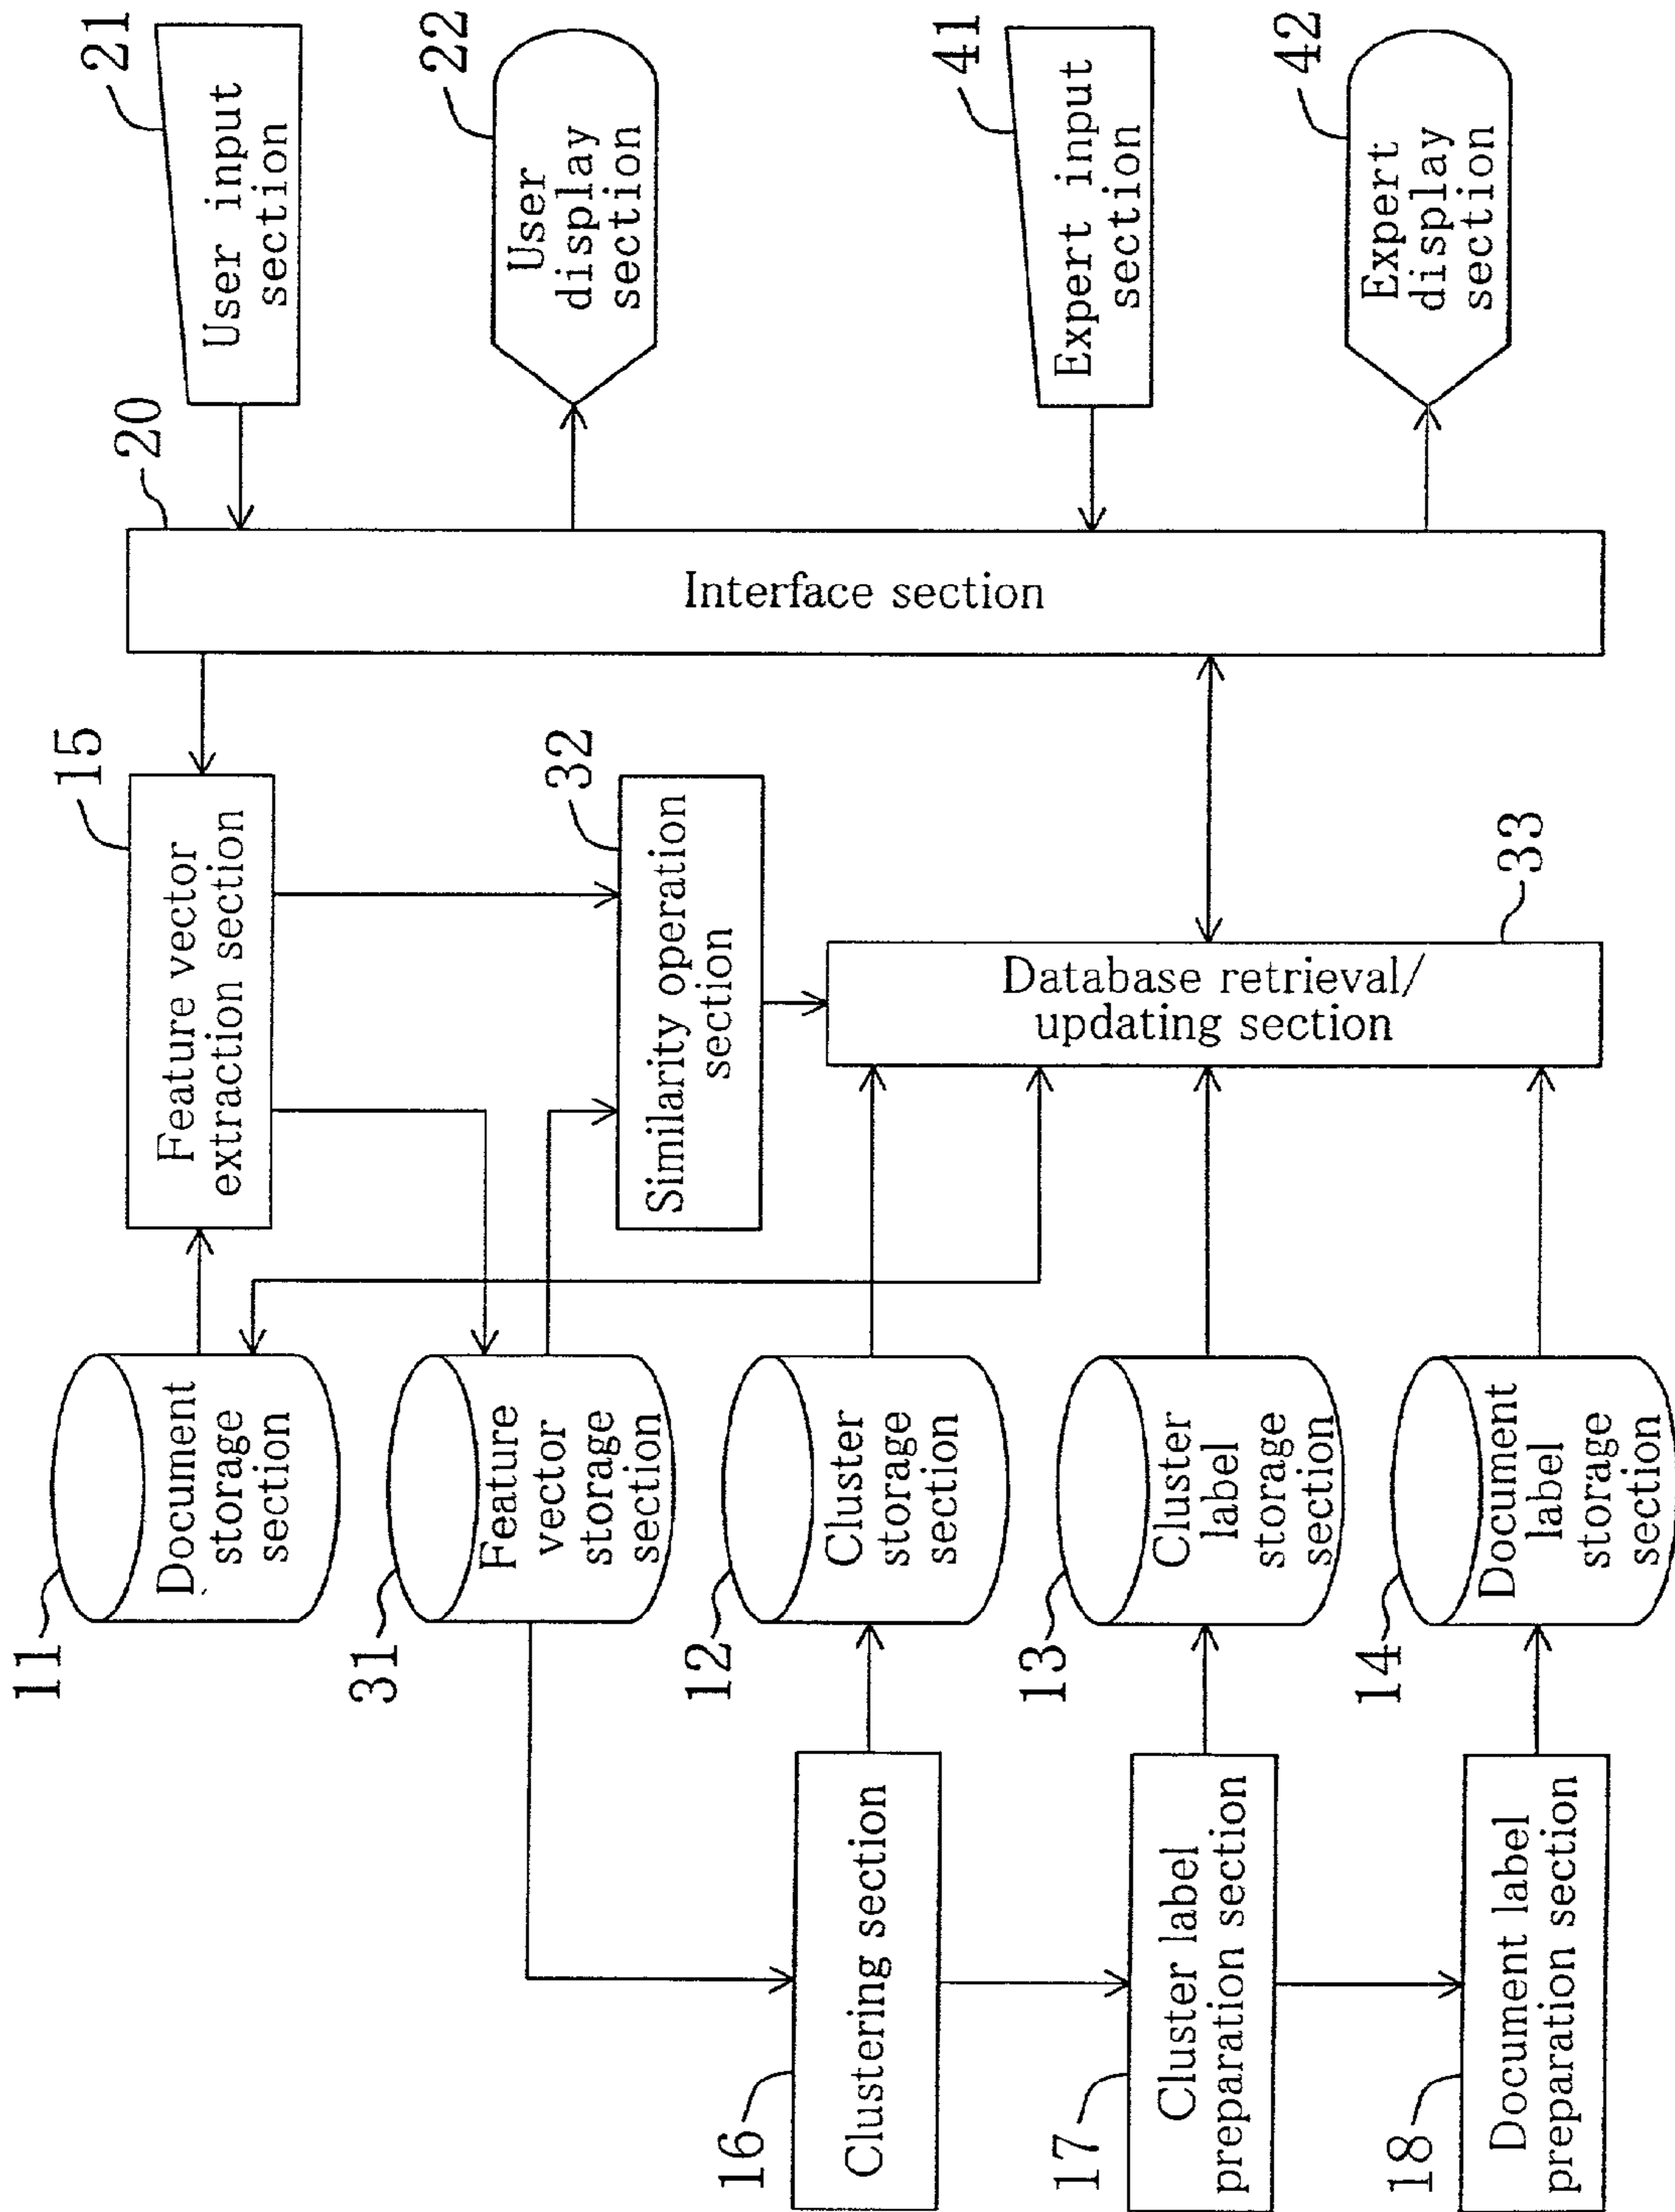 21
User input
section
22
User
display
section
41
Expert input
section
42
Expert
display
section
20
Interface section
15
Feature vector
extraction section
32
Similarity operation
section
33
Database retrieval/
updating section
11
Document
storage
section
31
Feature
vector
storage
section
12
Cluster
storage
section
13
Cluster
label
storage
section
14
Document
label
storage
section
16
Clustering section
17
Cluster label
preparation section
18
Document label
preparation section